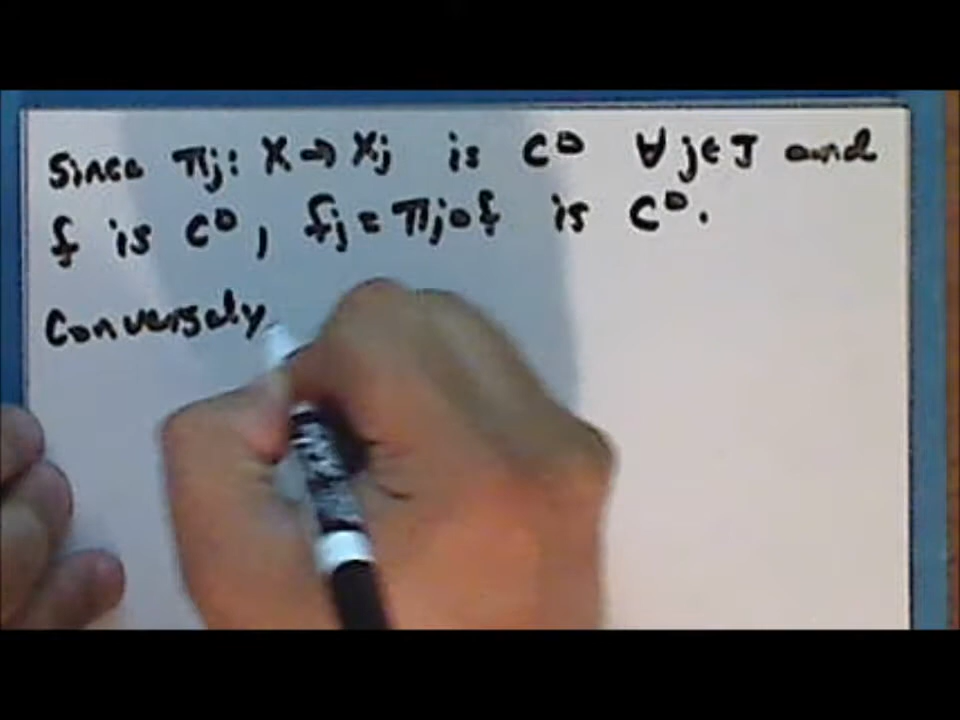 Since πj: X → Xj is C⁰ ∀ j∈J and
f is C⁰, fj = πj∘f is C⁰.
Conversely